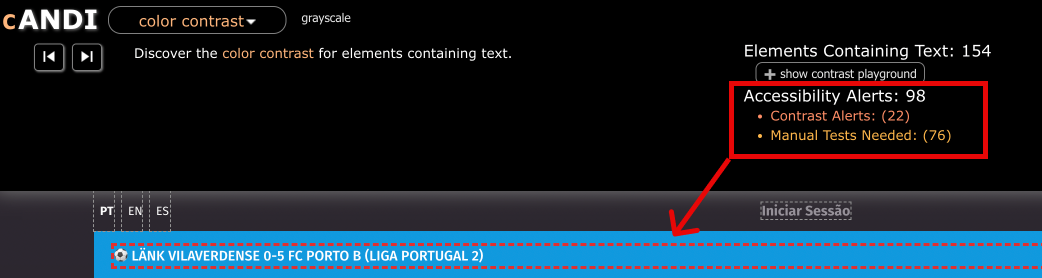 cANDI color contrast grayscale
Discover the color contrast for elements containing text.
Elements Containing Text: 154
show contrast playground
Accessibility Alerts: 98
Contrast Alerts: (22)
Manual Tests Needed: (76)
PT EN ES Iniciar Sessão
LÄNK VILAVERDENSE 0-5 FC PORTO B (LIGA PORTUGAL 2)